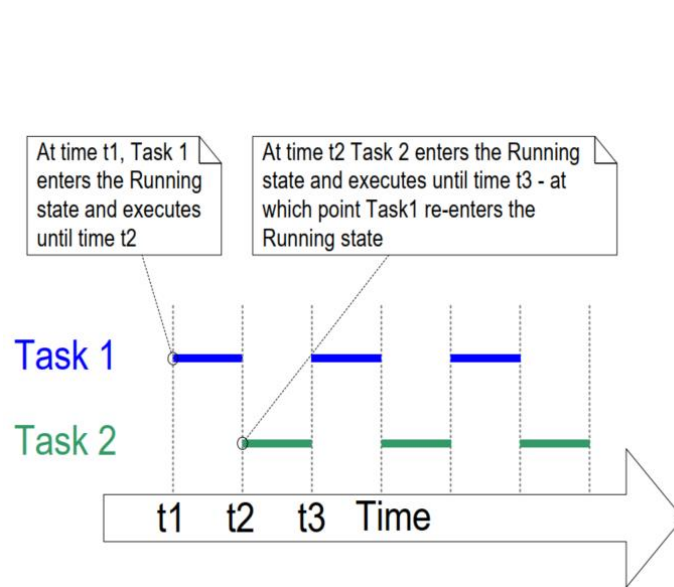 At time t1, Task 1
enters the Running
state and executes
until time t2
At time t2 Task 2 enters the Running
state and executes until time t3 - at
which point Task1 re-enters the
Running state
Task 1
Task 2
t1 t2 t3 Time